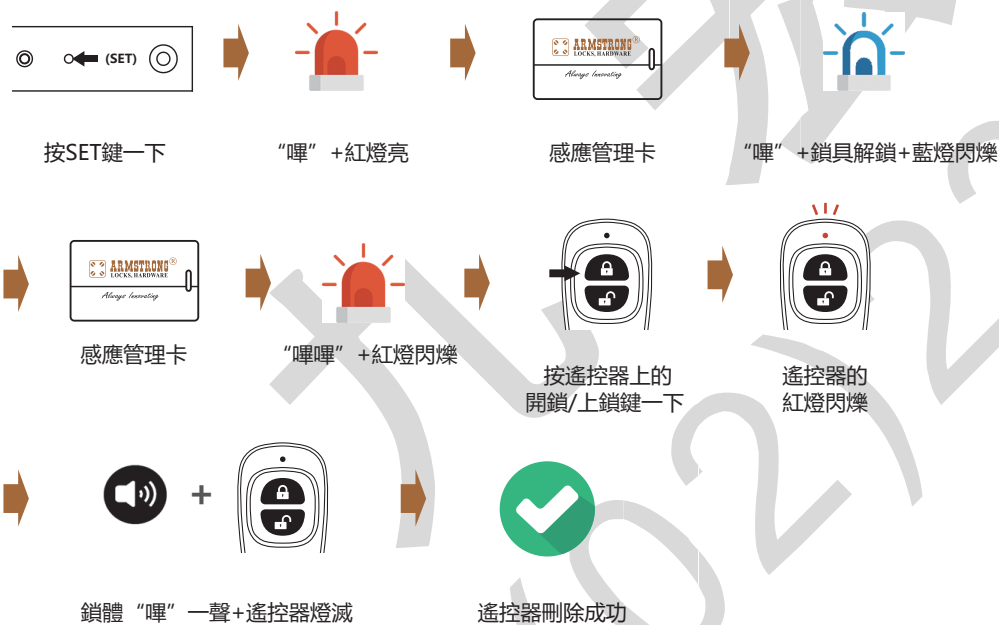 (SET)
ARMSTRONG®
LOCKS, HARDWARE
Always Innovating
按SET鍵一下
“嗶”+紅燈亮
感應管理卡
“嗶”+鎖具解鎖+藍燈閃爍
ARMSTRONG®
LOCKS, HARDWARE
Always Innovating
感應管理卡
“嗶嗶”+紅燈閃爍
按遙控器上的
開鎖/上鎖鍵一下
遙控器的
紅燈閃爍
+
鎖體“嗶”一聲+遙控器燈滅
遙控器刪除成功